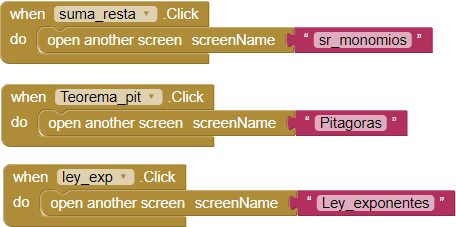 when suma_resta .Click
do open another screen screenName " sr_monomios "
when Teorema_pit .Click
do open another screen screenName " Pitagoras "
when ley_exp .Click
do open another screen screenName " Ley_exponentes "